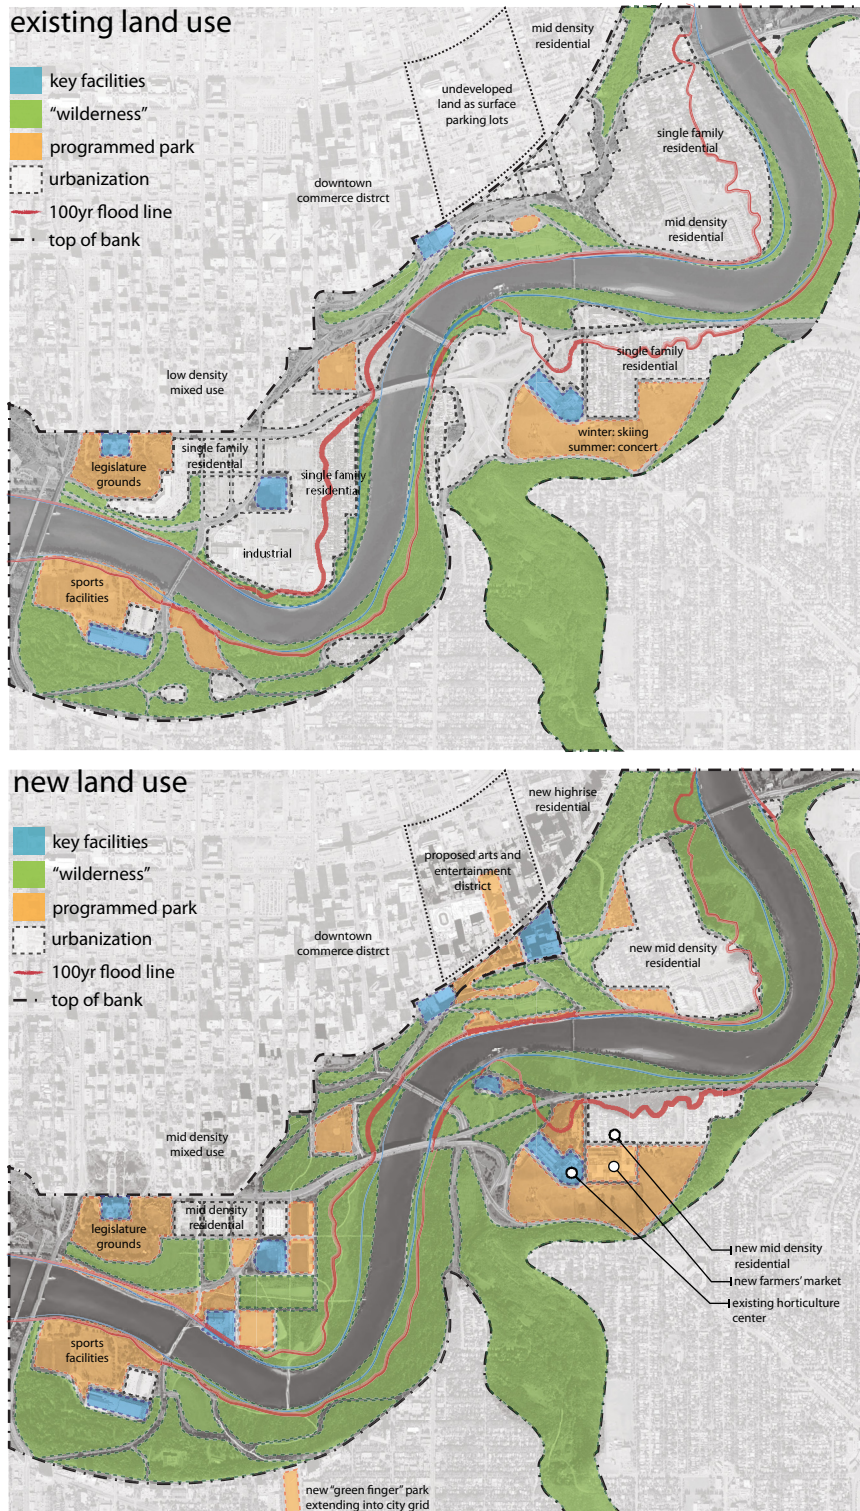 existing land use
key facilities
“wilderness”
programmed park
urbanization
100yr flood line
top of bank
mid density
residential
undeveloped
land as surface
parking lots
single family
residential
downtown
commerce distrct
mid density
residential
single family
residential
low density
mixed use
winter: skiing
summer: concert
legislature
grounds
single family
residential
single family
residential
industrial
sports
facilities
new land use
key facilities
“wilderness”
programmed park
urbanization
100yr flood line
top of bank
new highrise
residential
proposed arts and
entertainment
district
downtown
commerce distrct
new mid density
residential
mid density
mixed use
legislature
grounds
mid density
residential
new mid density
residential
new farmers’ market
existing horticulture
center
sports
facilities
new “green finger” park
extending into city grid